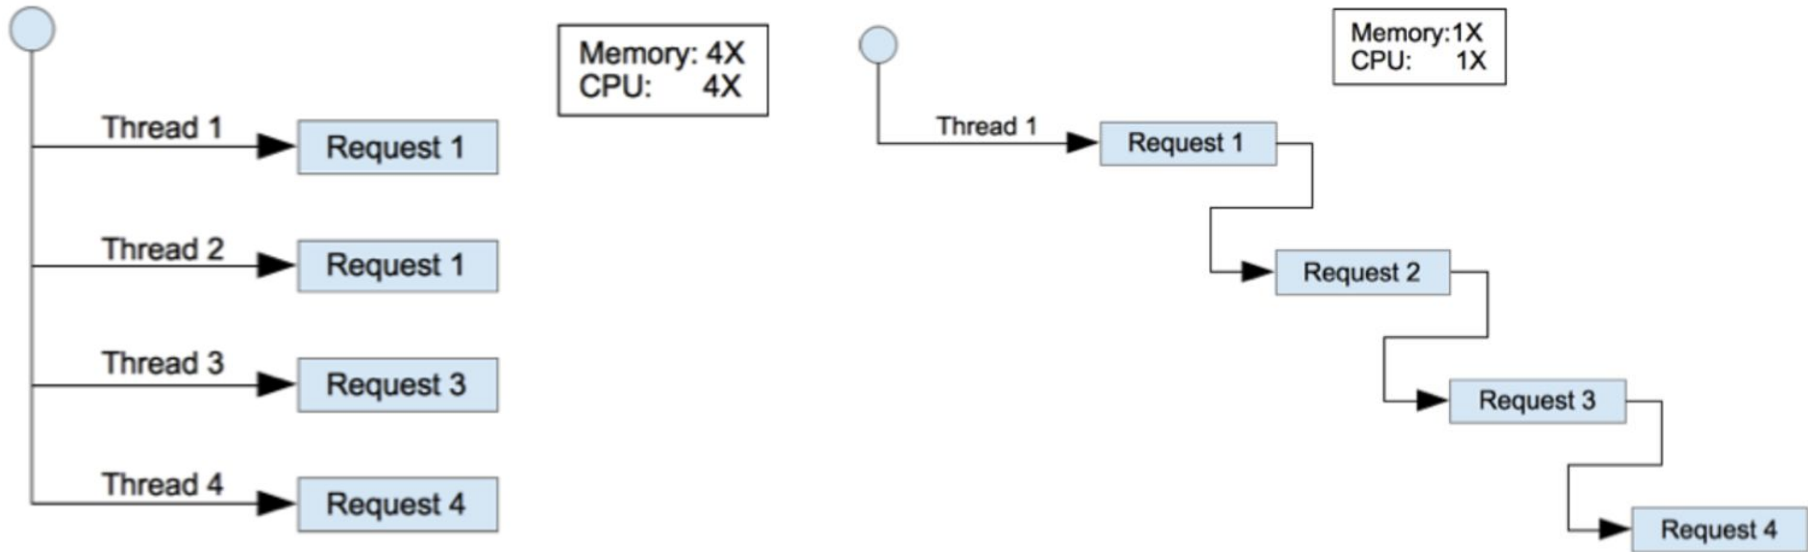 Memory: 4X
CPU: 4X
Thread 1
Request 1
Thread 2
Request 1
Thread 3
Request 3
Thread 4
Request 4
Memory:1X
CPU: 1X
Thread 1
Request 1
Request 2
Request 3
Request 4